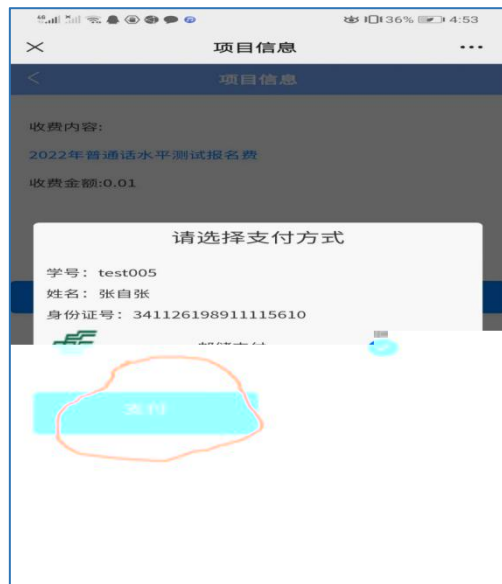 36% 4:53
项目信息
项目信息
收费内容:
2022年普通话水平测试报名费
收费金额:0.01
请选择支付方式
学号: test005
姓名: 张自张
身份证号: 341126198911115610
支付